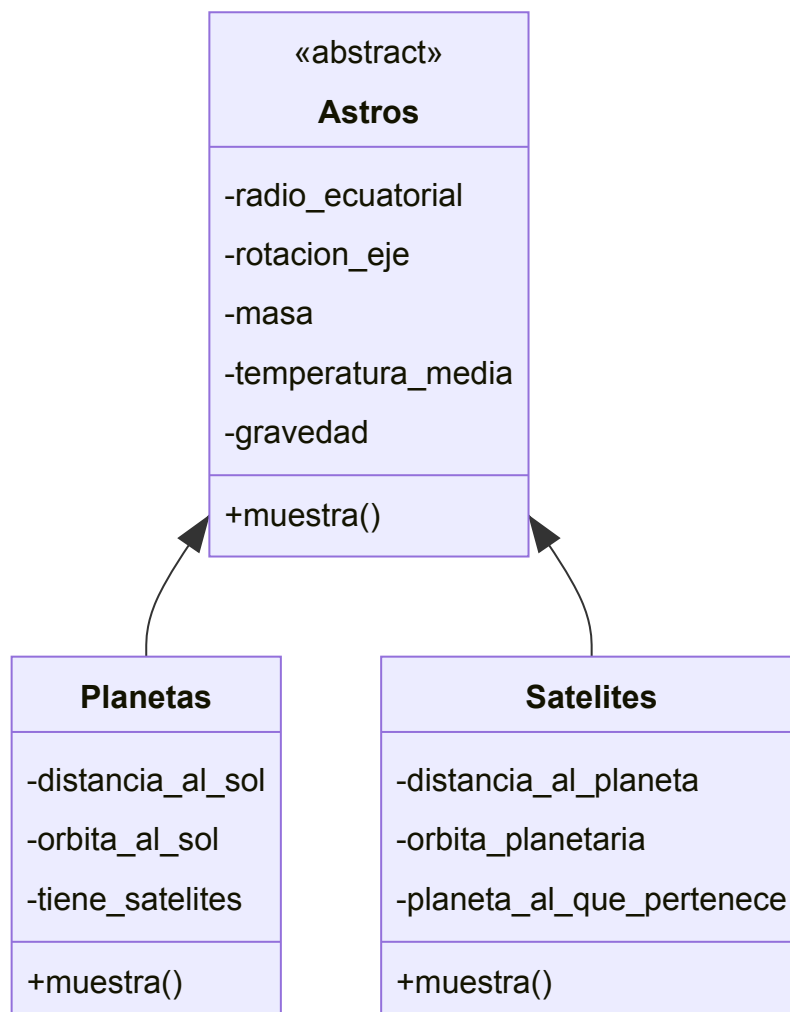 «abstract»
Astros
-radio_ecuatorial
-rotacion_eje
-masa
-temperatura_media
-gravedad
+muestra()
Planetas
-distancia_al_sol
-orbita_al_sol
-tiene_satelites
+muestra()
Satelites
-distancia_al_planeta
-orbita_planetaria
-planeta_al_que_pertenece
+muestra()